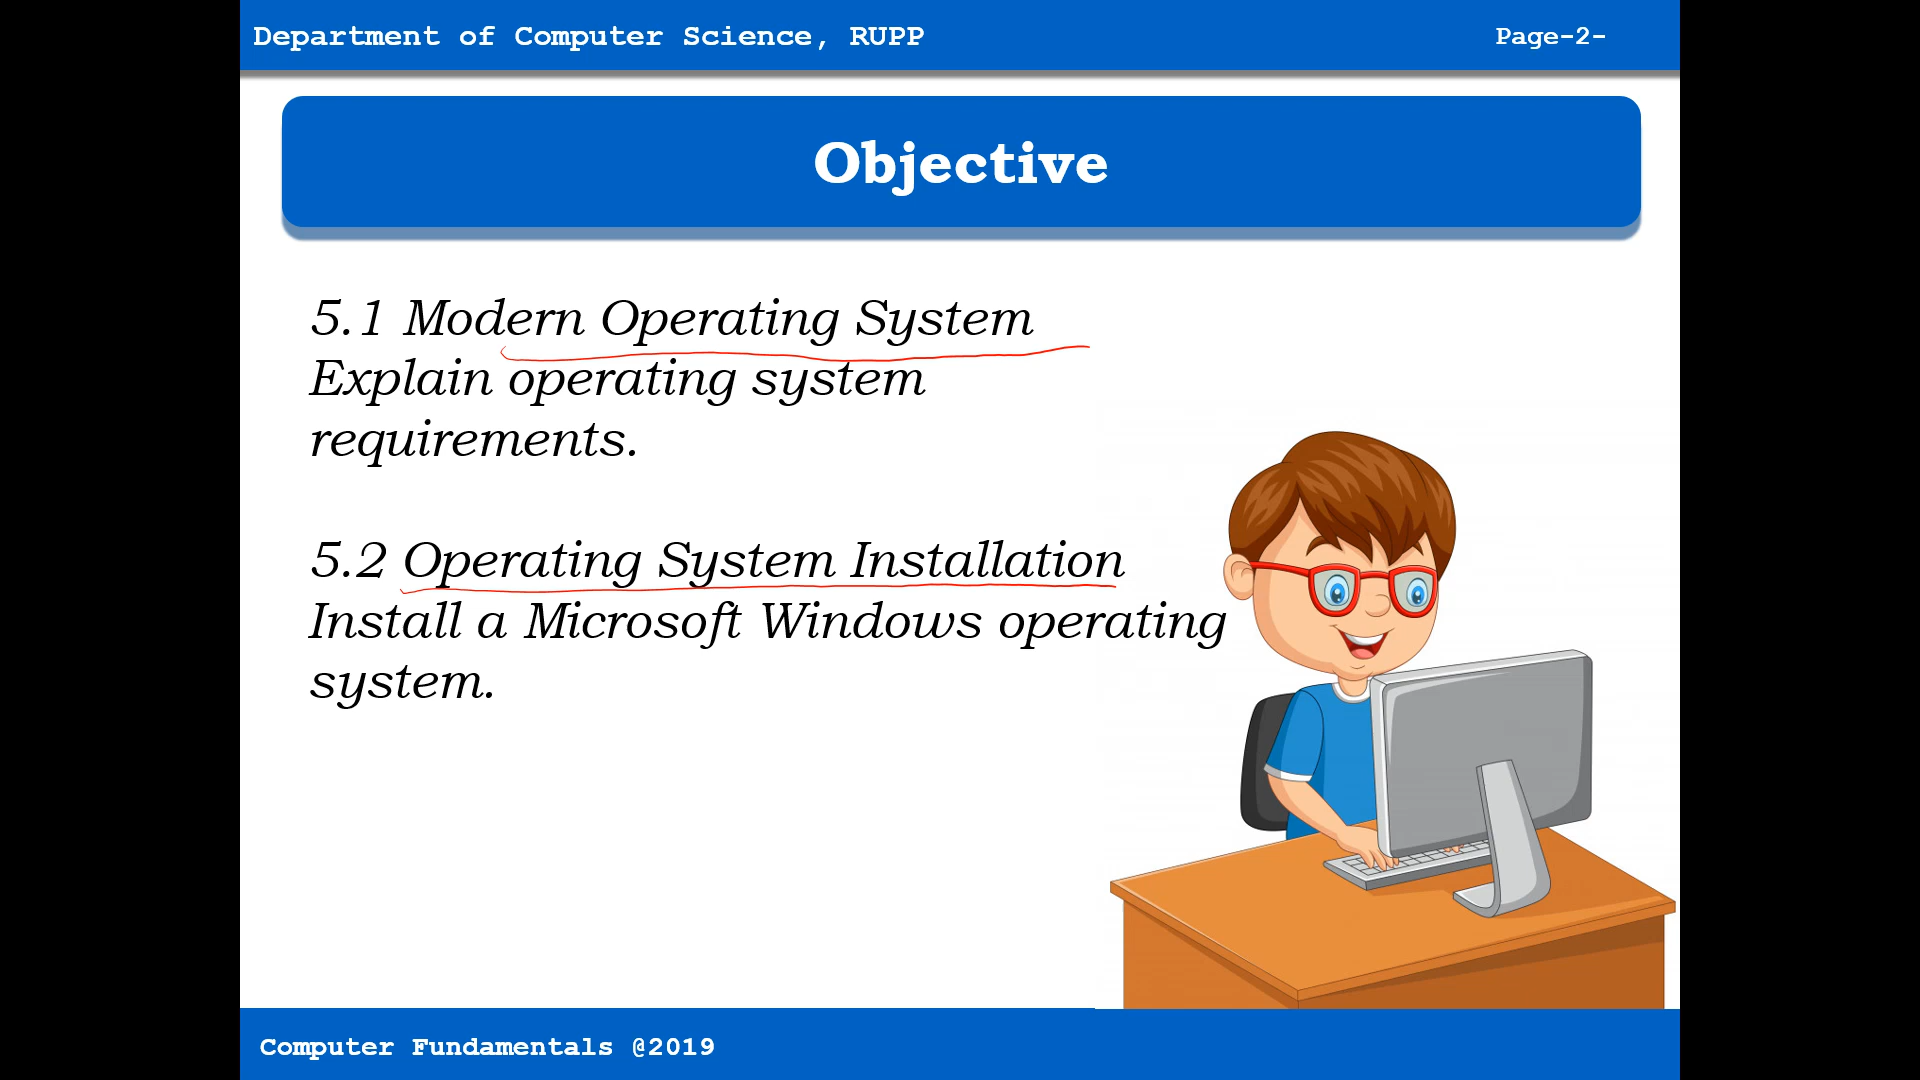 Department of Computer Science, RUPP
Page-2-
Objective
5.1 Modern Operating System
Explain operating system
requirements.
5.2 Operating System Installation
Install a Microsoft Windows operating
system.
Computer Fundamentals @2019